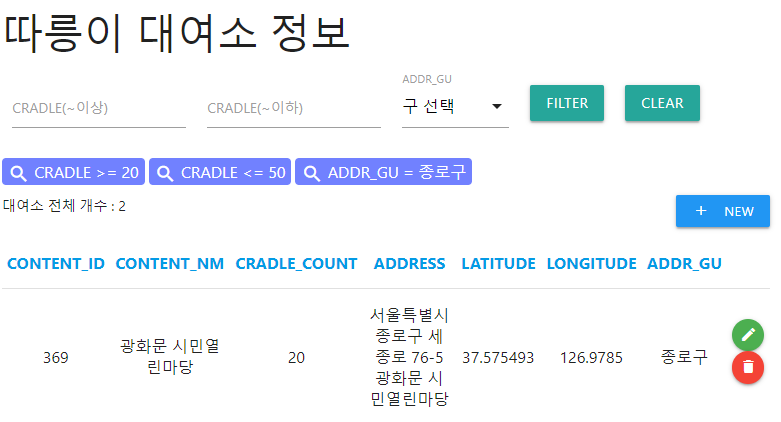 따릉이 대여소 정보
ADDR_GU
CRADLE(~이상) CRADLE(~이하) 구 선택 FILTER CLEAR
CRADLE >= 20 CRADLE <= 50 ADDR_GU = 종로구
대여소 전체 개수 : 2
+ NEW
CONTENT_ID CONTENT_NM CRADLE_COUNT ADDRESS LATITUDE LONGITUDE ADDR_GU
369
광화문 시민열
린마당
20
서울특별시
종로구 세
종로 76-5
광화문 시
민열린마당
37.575493
126.9785
종로구